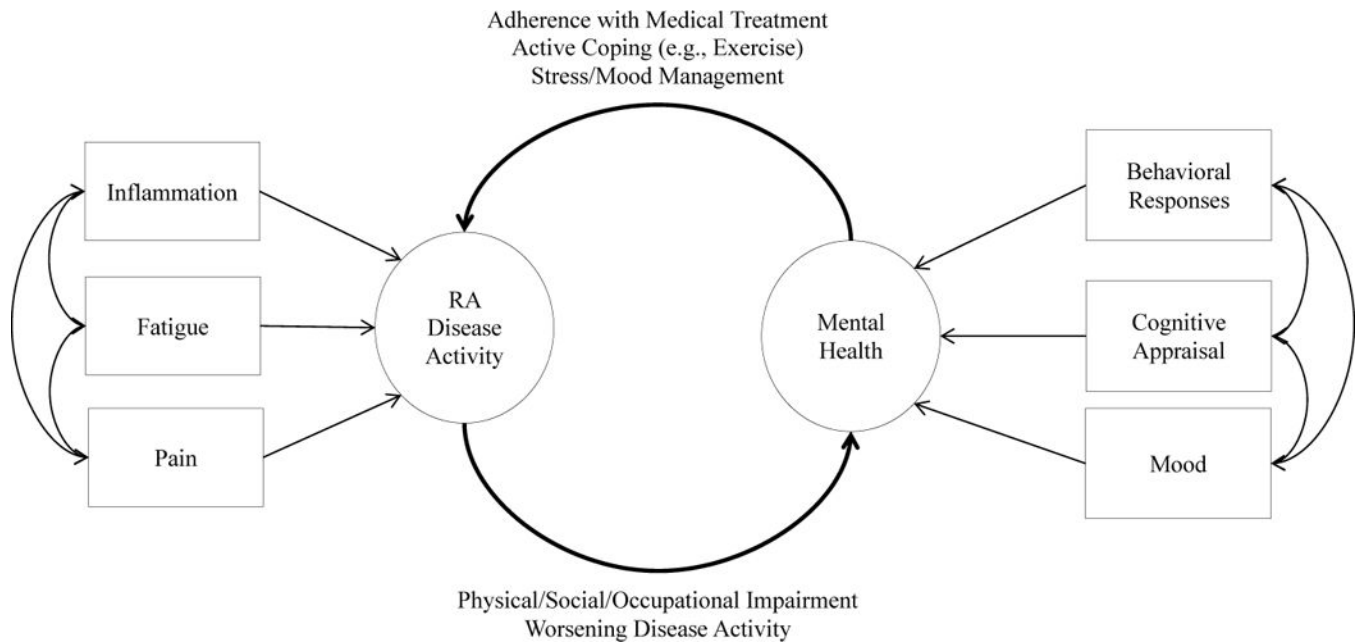 Adherence with Medical Treatment
Active Coping (e.g., Exercise)
Stress/Mood Management
Inflammation
Fatigue
Pain
RA
Disease
Activity
Mental
Health
Behavioral
Responses
Cognitive
Appraisal
Mood
Physical/Social/Occupational Impairment
Worsening Disease Activity